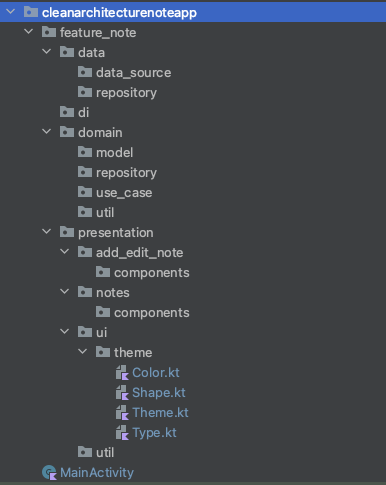 cleanarchitecturenoteapp
feature_note
data
data_source
repository
di
domain
model
repository
use_case
util
presentation
add_edit_note
components
notes
components
ui
theme
Color.kt
Shape.kt
Theme.kt
Type.kt
util
MainActivity